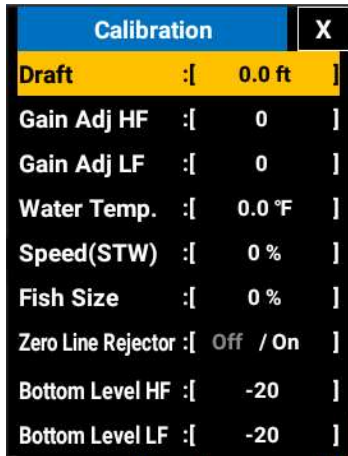 Calibration X
Draft :[ 0.0 ft ]
Gain Adj HF :[ 0 ]
Gain Adj LF :[ 0 ]
Water Temp. :[ 0.0 °F ]
Speed(STW) :[ 0 % ]
Fish Size :[ 0 % ]
Zero Line Rejector :[ Off / On ]
Bottom Level HF :[ -20 ]
Bottom Level LF :[ -20 ]